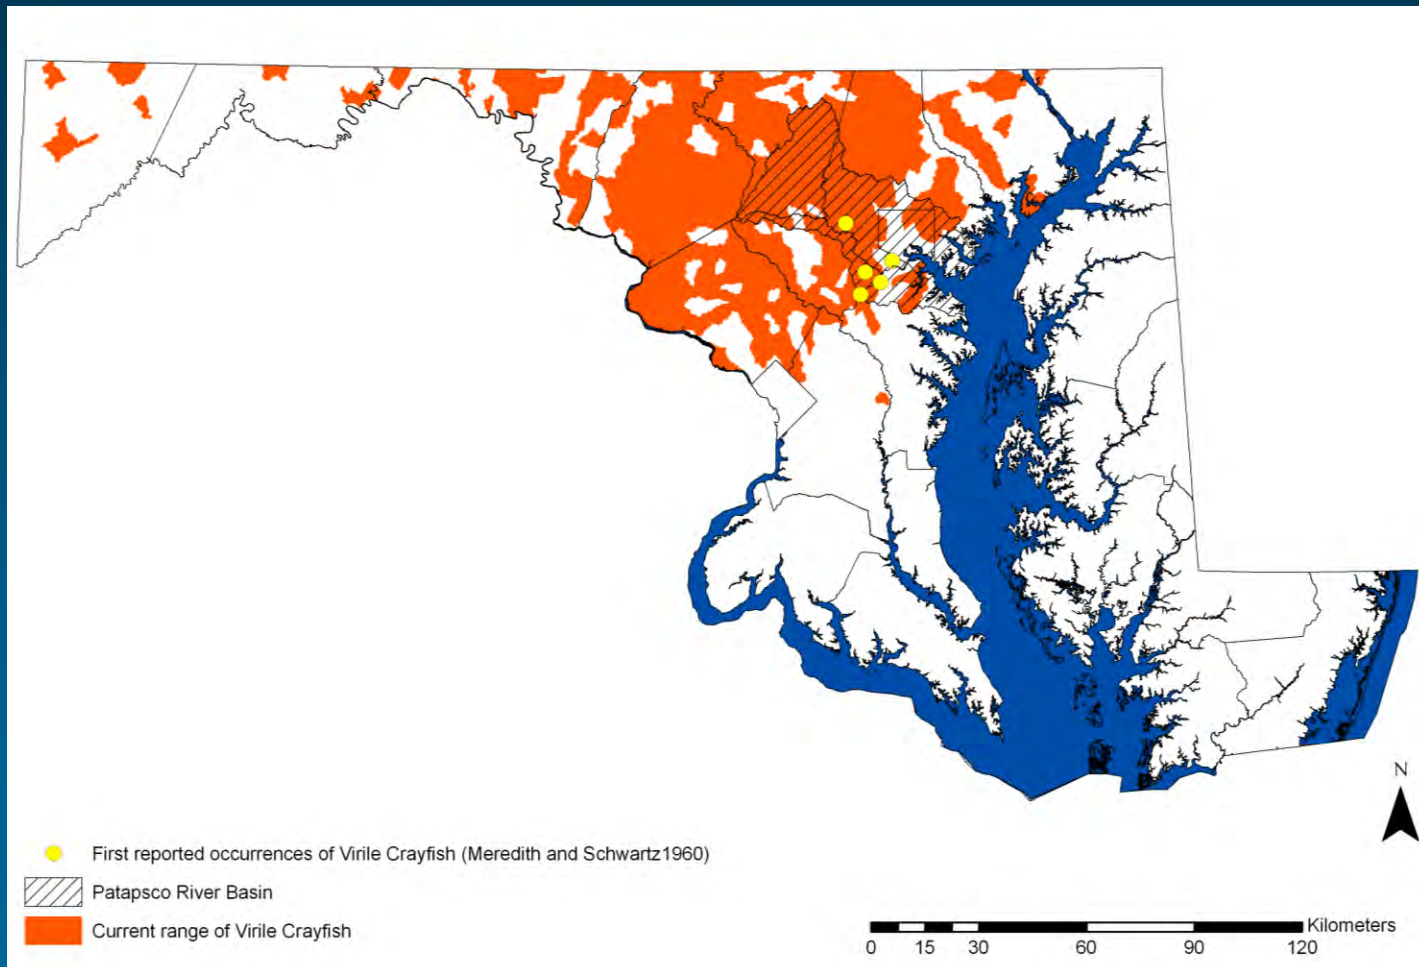 N
First reported occurrences of Virile Crayfish (Meredith and Schwartz1960)
Patapsco River Basin
Current range of Virile Crayfish
Kilometers
0 15 30 60 90 120